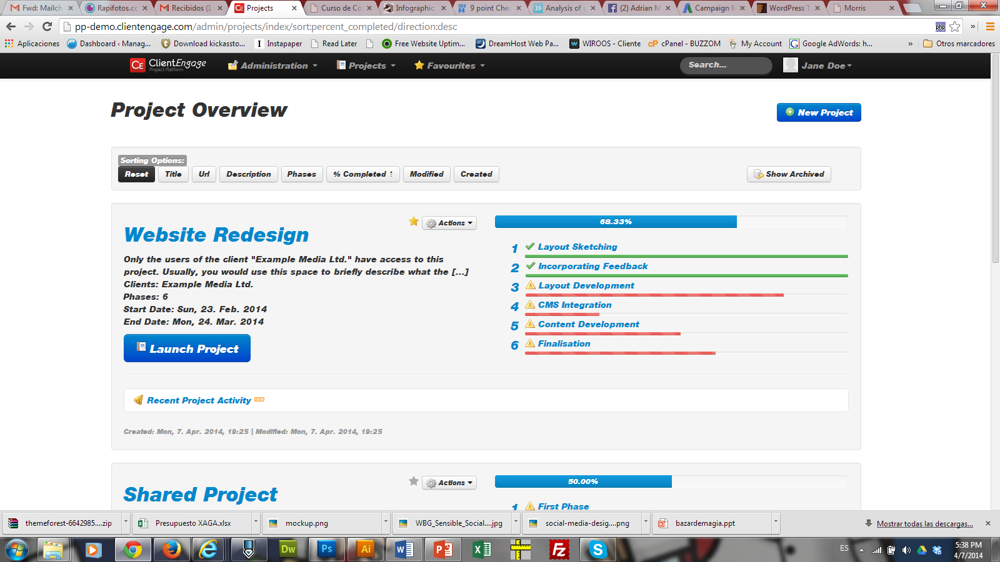 Fwd: Mailch
Rapifotos.cc
Recibidos (1
Projects
Curso de Co
Infographic:
9 point Chec
Analysis of u
(2) Adrian M
Campaign M
WordPress T
Morris
pp-demo.clientengage.com/admin/projects/index/sort:percent_completed/direction:desc
php
Aplicaciones
Dashboard ‹ Manag...
Download kickassto...
Instapaper
Read Later
Free Website Uptim...
DreamHost Web Pa...
WIROOS - Cliente
cPanel - BUZZOM
My Account
Google AdWords: h...
»
Otros marcadores
CE ClientEngage
Project Platform
Administration
Projects
Favourites
Search...
Jane Doe
Project Overview
New Project
Sorting Options:
Reset
Title
Url
Description
Phases
% Completed
Modified
Created
Show Archived
Website Redesign
Actions
Only the users of the client "Example Media Ltd." have access to this
project. Usually, you would use this space to briefly describe what the [...]
Clients: Example Media Ltd.
Phases: 6
Start Date: Sun, 23. Feb. 2014
End Date: Mon, 24. Mar. 2014
Launch Project
68.33%
1 Layout Sketching
2 Incorporating Feedback
3 Layout Development
4 CMS Integration
5 Content Development
6 Finalisation
Recent Project Activity NEW
Created: Mon, 7. Apr. 2014, 19:25 | Modified: Mon, 7. Apr. 2014, 19:25
Shared Project
Actions
50.00%
1 First Phase
themeforest-6642985....zip
Presupuesto XAGA.xlsx
mockup.png
WBG_Sensible_Social....jpg
social-media-desig....png
bazardemagia.ppt
Mostrar todas las descargas...
Dw
Ps
Ai
ES
5:38 PM
4/7/2014